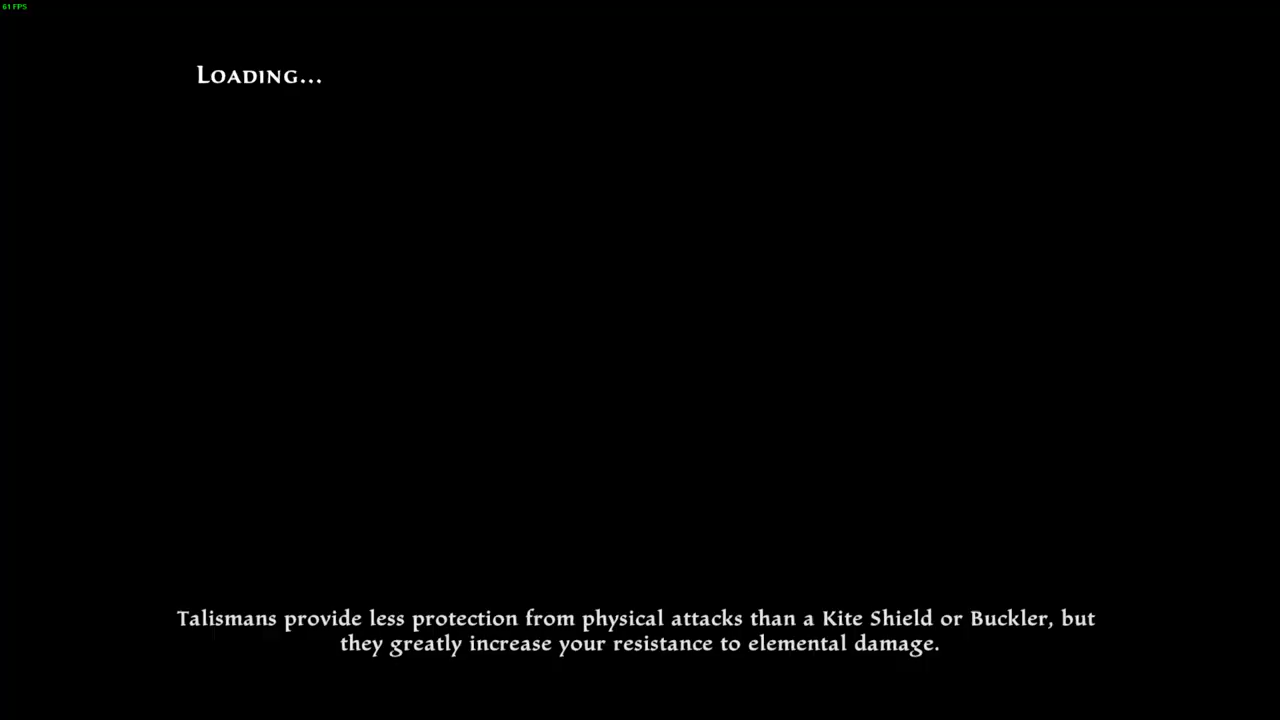 61 FPS
Loading...
Talismans provide less protection from physical attacks than a Kite Shield or Buckler, but
they greatly increase your resistance to elemental damage.